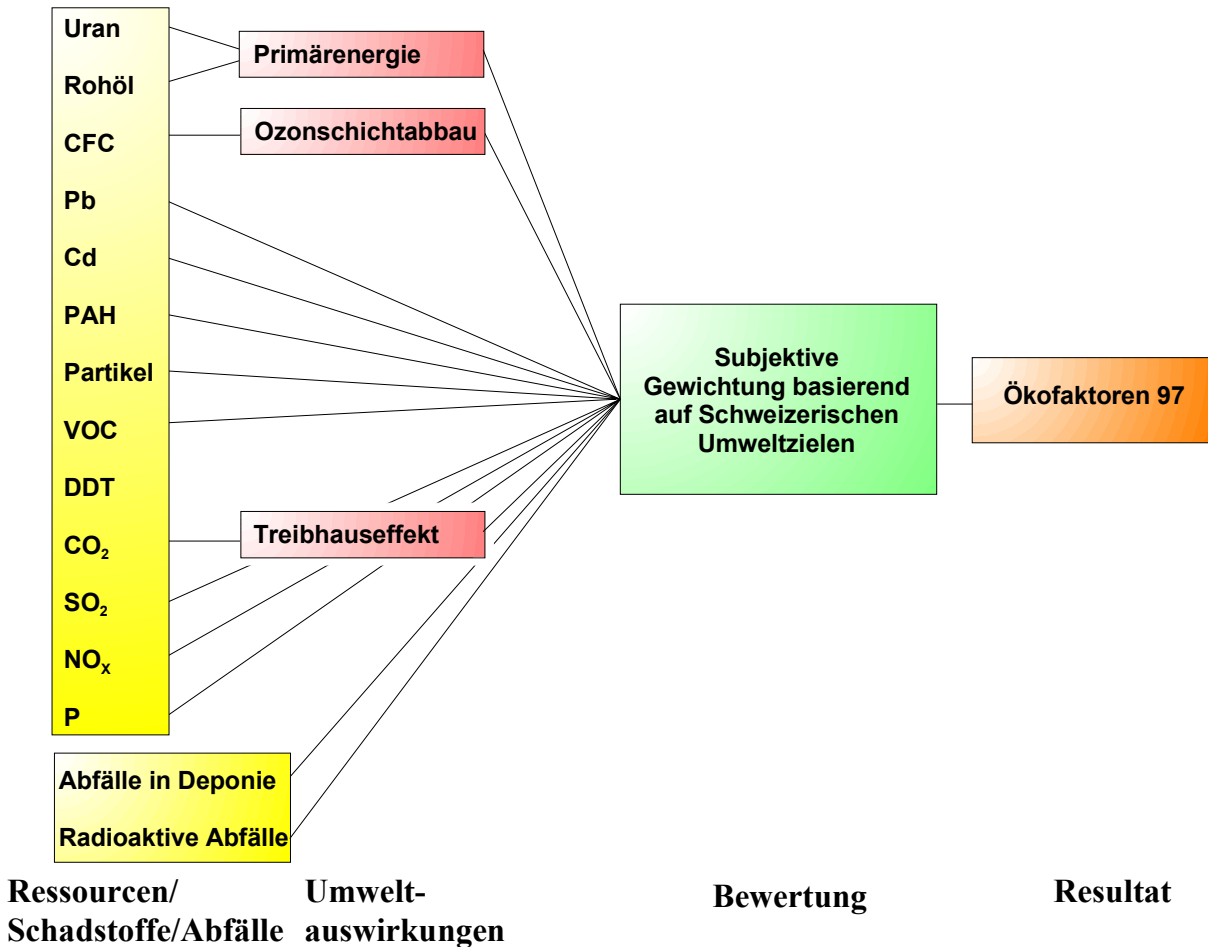 Uran
Rohöl
CFC
Pb
Cd
PAH
Partikel
VOC
DDT
CO₂
SO₂
NOₓ
P
Abfälle in Deponie
Radioaktive Abfälle
Primärenergie
Ozonschichtabbau
Treibhauseffekt
Subjektive
Gewichtung basierend
auf Schweizerischen
Umweltzielen
Ökofaktoren 97
Ressourcen/
Schadstoffe/Abfälle
Umwelt-
auswirkungen
Bewertung
Resultat